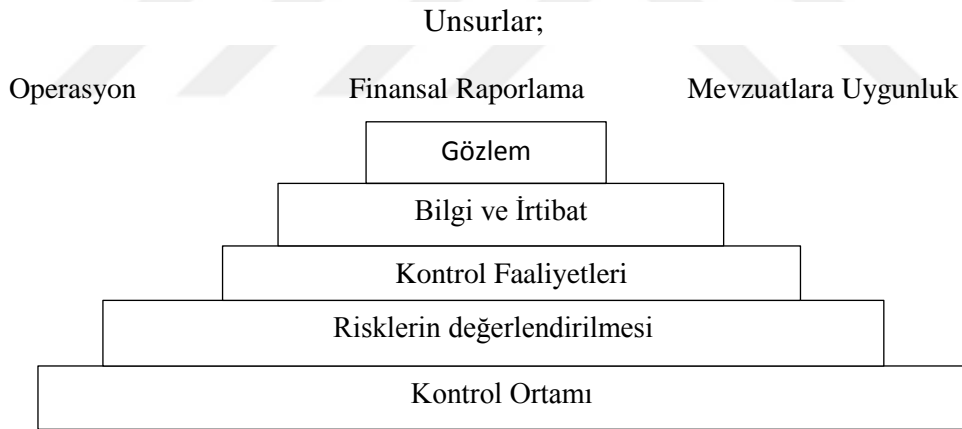 Unsurlar;
Operasyon Finansal Raporlama Mevzuatlara Uygunluk
Gözlem
Bilgi ve İrtibat
Kontrol Faaliyetleri
Risklerin değerlendirilmesi
Kontrol Ortamı